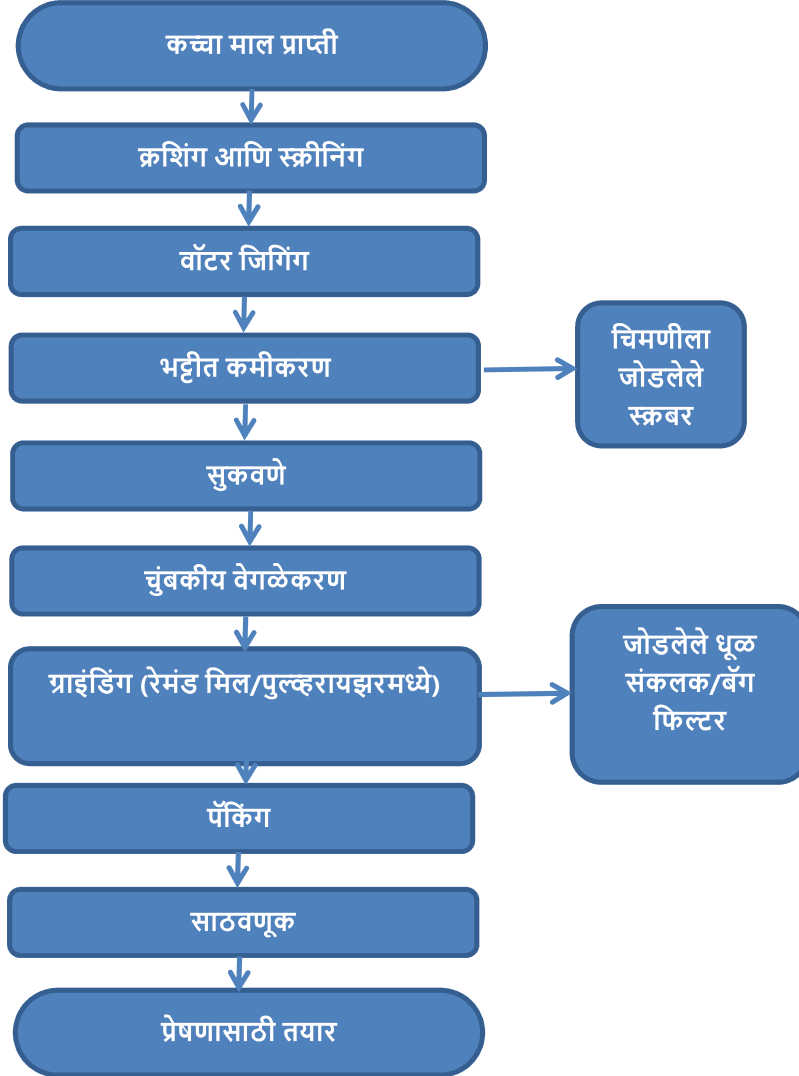 कच्चा माल प्राप्ती
क्रशिंग आणि स्क्रीनिंग
वॉटर जिगिंग
भट्टीत कमीकरण
चिमणीला
जोडलेले
स्क्रबर
सुकवणे
चुंबकीय वेगळेकरण
ग्राइंडिंग (रेमंड मिल/पुल्व्हरायझरमध्ये)
जोडलेले धूळ
संकलक/बॅग
फिल्टर
पॅकिंग
साठवणूक
प्रेषणासाठी तयार